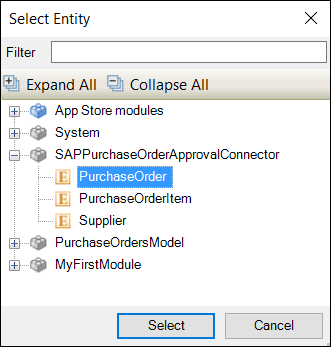 Select Entity
Filter
Expand All Collapse All
App Store modules
System
SAPPurchaseOrderApprovalConnector
E PurchaseOrder
E PurchaseOrderItem
E Supplier
PurchaseOrdersModel
MyFirstModule
Select Cancel